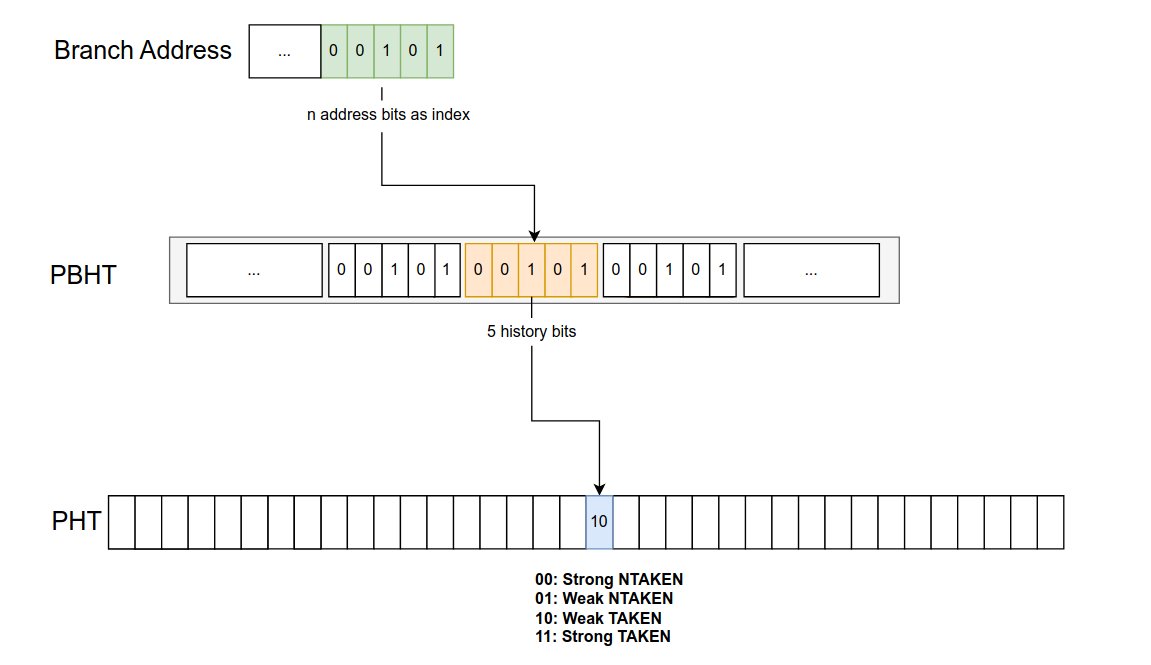 Branch Address ... 0 0 1 0 1
n address bits as index
PBHT ... 0 0 1 0 1 0 0 1 0 1 0 0 1 0 1 ...
5 history bits
PHT 10
00: Strong NTAKEN
01: Weak NTAKEN
10: Weak TAKEN
11: Strong TAKEN